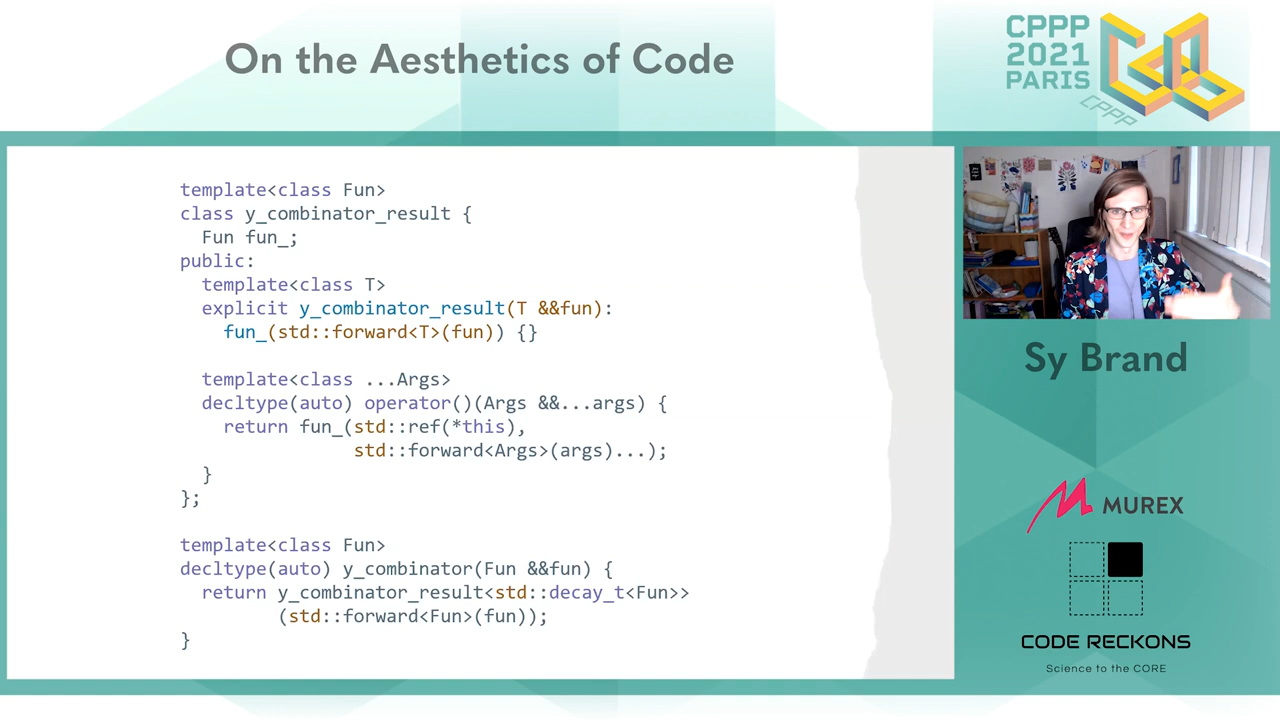 On the Aesthetics of Code
CPPP
2021
PARIS
CPPP
template<class Fun>
class y_combinator_result {
  Fun fun_;
public:
  template<class T>
  explicit y_combinator_result(T &&fun):
    fun_(std::forward<T>(fun)) {}

  template<class ...Args>
  decltype(auto) operator()(Args &&...args) {
    return fun_(std::ref(*this),
                std::forward<Args>(args)...);
  }
};

template<class Fun>
decltype(auto) y_combinator(Fun &&fun) {
  return y_combinator_result<std::decay_t<Fun>>
         (std::forward<Fun>(fun));
}
Sy Brand
MUREX
CODE RECKONS
Science to the CORE